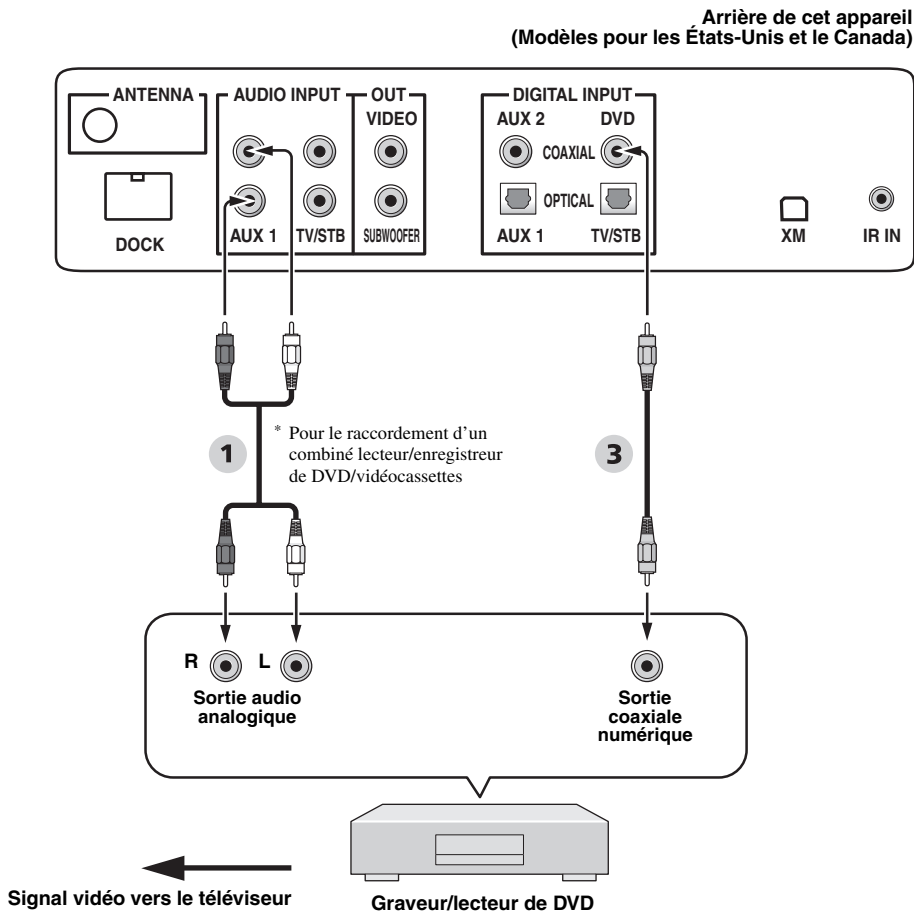 Arrière de cet appareil
(Modèles pour les États-Unis et le Canada)
ANTENNA
AUDIO INPUT
OUT
DIGITAL INPUT
VIDEO
AUX 2
DVD
COAXIAL
OPTICAL
DOCK
AUX 1
TV/STB
SUBWOOFER
AUX 1
TV/STB
XM
IR IN
1
* Pour le raccordement d'un
combiné lecteur/enregistreur
de DVD/vidéocassettes
3
R
L
Sortie audio
analogique
Sortie
coaxiale
numérique
Signal vidéo vers le téléviseur
Graveur/lecteur de DVD